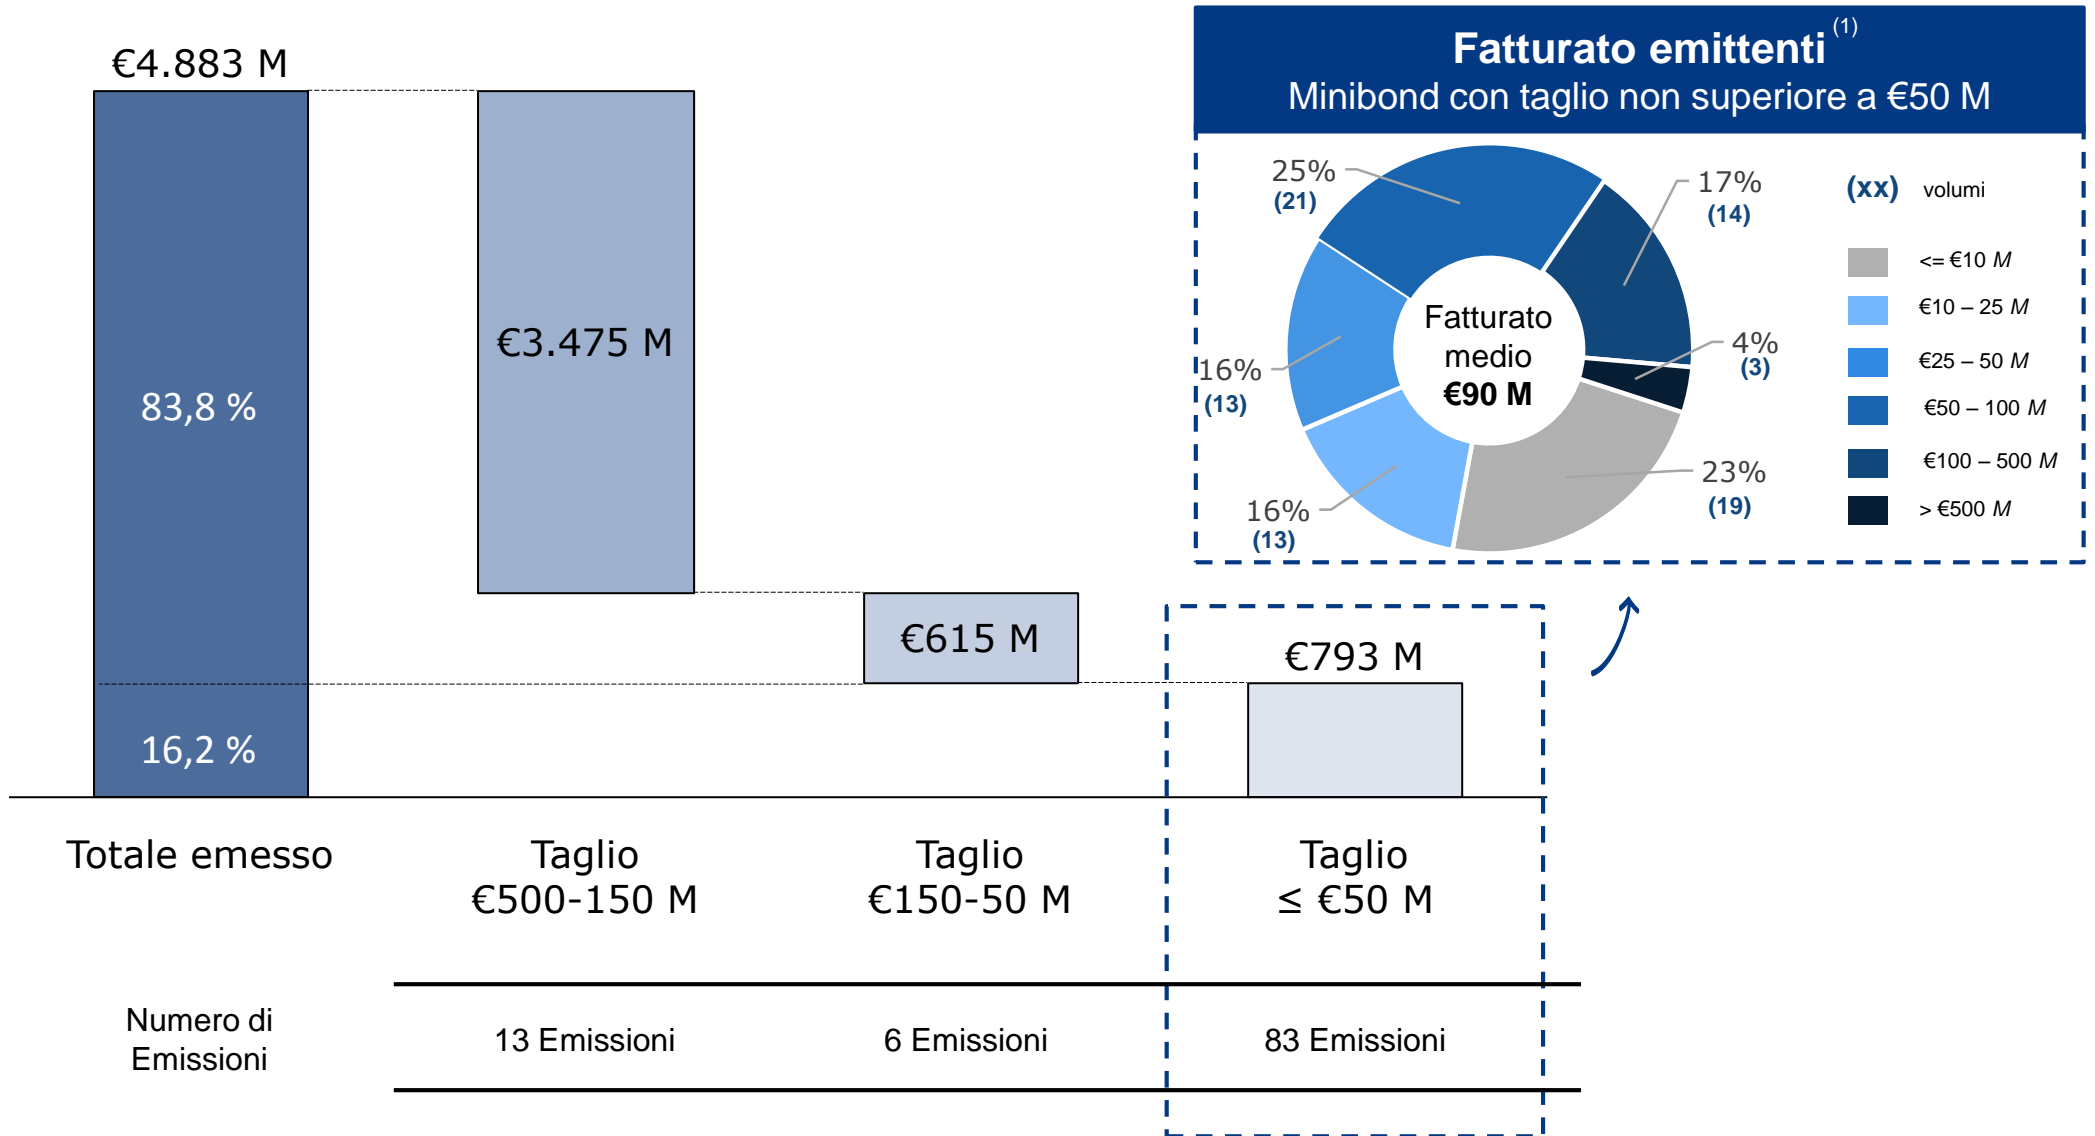 €4.883 M
€3.475 M
83,8 %
€615 M
€793 M
16,2 %
Totale emesso
Taglio
€500-150 M
Taglio
€150-50 M
Taglio
≤ €50 M
Numero di
Emissioni
13 Emissioni
6 Emissioni
83 Emissioni
Fatturato emittenti (1)
Minibond con taglio non superiore a €50 M
25%
(21)
17%
(14)
4%
(3)
16%
(13)
16%
(13)
23%
(19)
Fatturato
medio
€90 M
(xx) volumi
<= €10 M
€10 – 25 M
€25 – 50 M
€50 – 100 M
€100 – 500 M
> €500 M